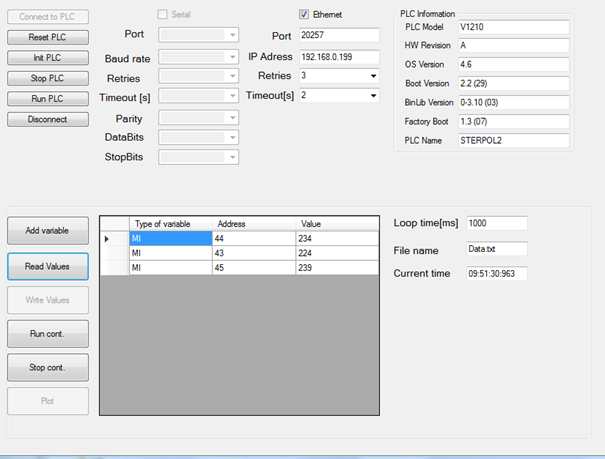 Connect to PLC
Reset PLC
Init PLC
Stop PLC
Run PLC
Disconnect
Serial
Port
Baud rate
Retries
Timeout [s]
Parity
DataBits
StopBits
Ethernet
Port 20257
IP Adress 192.168.0.199
Retries 3
Timeout[s] 2
PLC Information
PLC Model V1210
HW Revision A
OS Version 4.6
Boot Version 2.2 (29)
BinLib Version 0-3.10 (03)
Factory Boot 1.3 (07)
PLC Name STERPOL2
Add variable
Read Values
Write Values
Run cont.
Stop cont.
Plot
Type of variable Address Value
MI 44 234
MI 43 224
MI 45 239
Loop time[ms] 1000
File name Data.txt
Current time 09:51:30:963